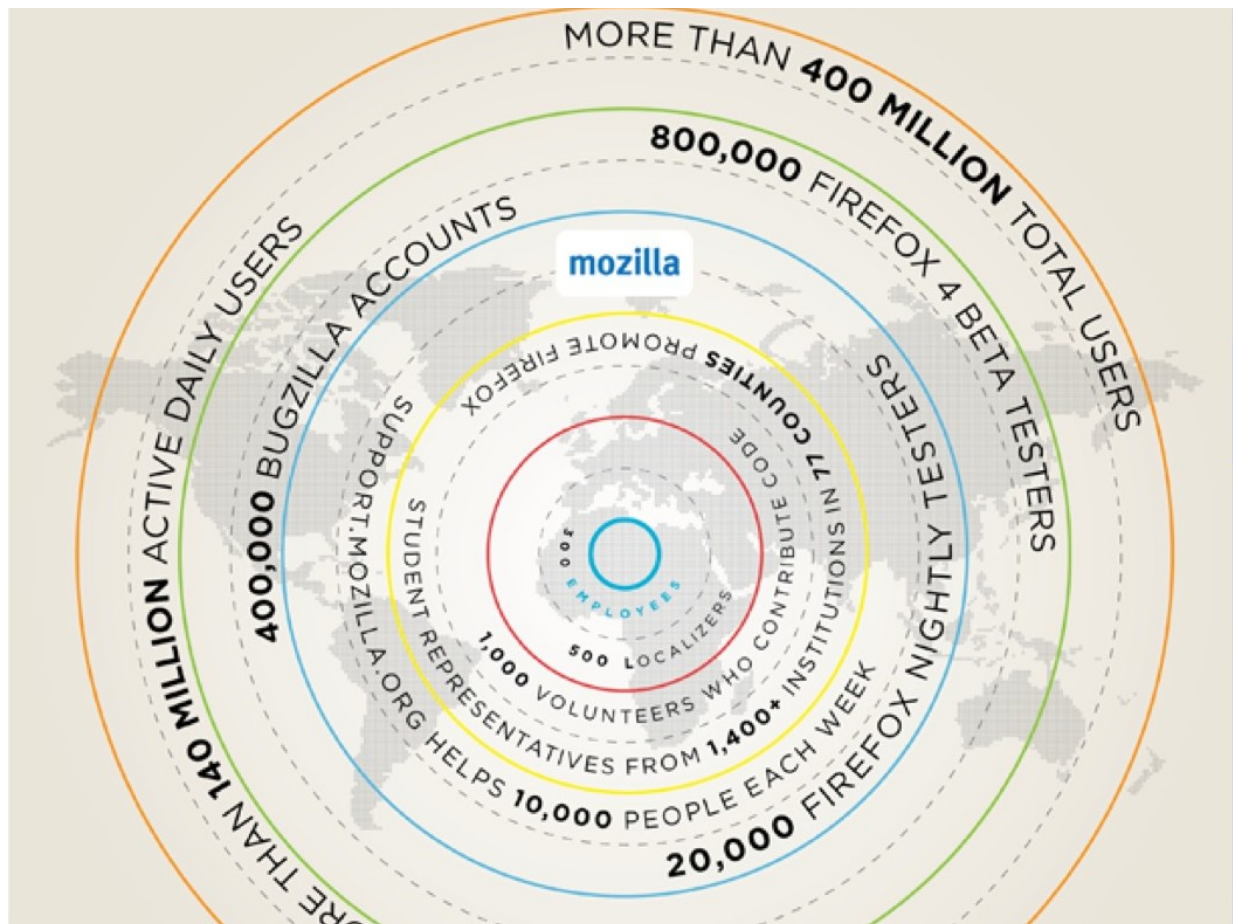 MORE THAN 400 MILLION TOTAL USERS
800,000 FIREFOX 4 BETA TESTERS
ORE THAN 140 MILLION ACTIVE DAILY USERS
400,000 BUGZILLA ACCOUNTS
mozilla
20,000 FIREFOX NIGHTLY TESTERS
SUPPORT.MOZILLA.ORG HELPS 10,000 PEOPLE EACH WEEK
STUDENT REPRESENTATIVES FROM 1,400+ INSTITUTIONS IN 77 COUNTIES PROMOTE FIREFOX
1,000 VOLUNTEERS WHO CONTRIBUTE CODE
500 LOCALIZERS
300 EMPLOYEES